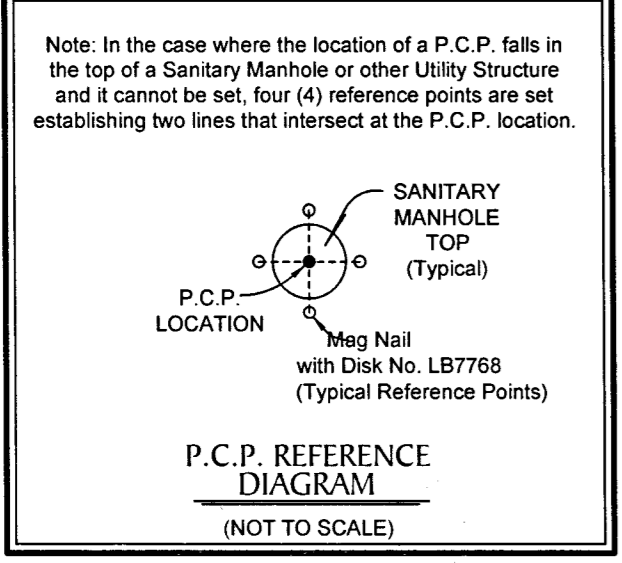 Note: In the case where the location of a P.C.P. falls in
the top of a Sanitary Manhole or other Utility Structure
and it cannot be set, four (4) reference points are set
establishing two lines that intersect at the P.C.P. location.
SANITARY
MANHOLE
TOP
(Typical)
P.C.P.
LOCATION
Mag Nail
with Disk No. LB7768
(Typical Reference Points)
P.C.P. REFERENCE
DIAGRAM
(NOT TO SCALE)